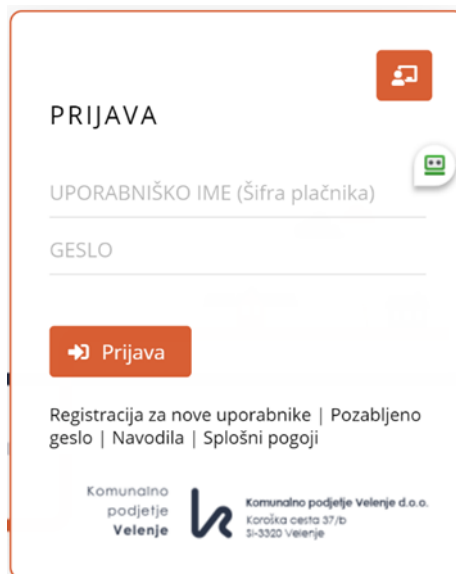 PRIJAVA
UPORABNIŠKO IME (Šifra plačnika)
GESLO
Prijava
Registracija za nove uporabnike | Pozabljeno
geslo | Navodila | Splošni pogoji
Komunalno
podjetje
Velenje
Komunalno podjetje Velenje d.o.o.
Koroška cesta 37/b
SI-3320 Velenje